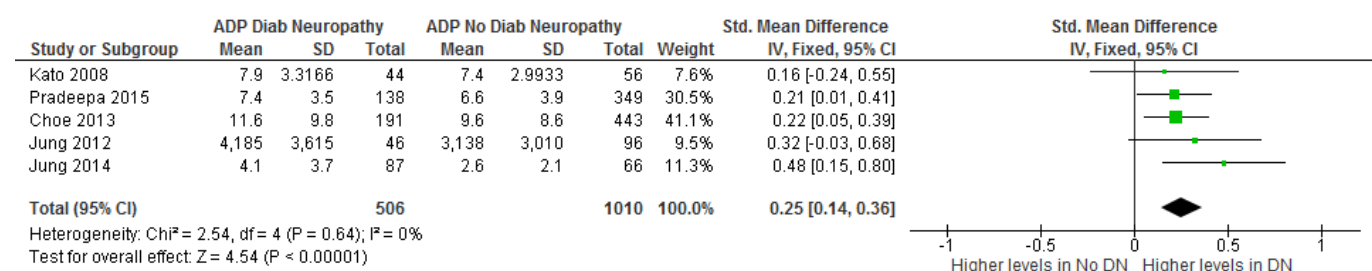 ADP Diab Neuropathy ADP No Diab Neuropathy Std. Mean Difference Std. Mean Difference
Study or Subgroup Mean SD Total Mean SD Total Weight IV, Fixed, 95% CI IV, Fixed, 95% CI
Kato 2008 7.9 3.3166 44 7.4 2.9933 56 7.6% 0.16 [-0.24, 0.55]
Pradeepa 2015 7.4 3.5 138 6.6 3.9 349 30.5% 0.21 [0.01, 0.41]
Choe 2013 11.6 9.8 191 9.6 8.6 443 41.1% 0.22 [0.05, 0.39]
Jung 2012 4,185 3,615 46 3,138 3,010 96 9.5% 0.32 [-0.03, 0.68]
Jung 2014 4.1 3.7 87 2.6 2.1 66 11.3% 0.48 [0.15, 0.80]
Total (95% CI) 506 1010 100.0% 0.25 [0.14, 0.36]
Heterogeneity: Chi² = 2.54, df = 4 (P = 0.64); I² = 0%
Test for overall effect: Z = 4.54 (P < 0.00001)
-1 -0.5 0 0.5 1
Higher levels in No DN Higher levels in DN